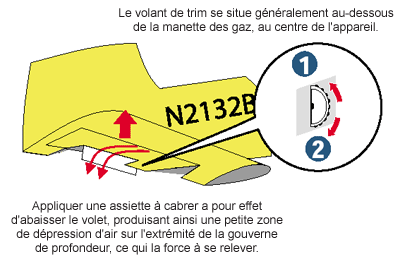 Le volant de trim se situe généralement au-dessous
de la manette des gaz, au centre de l'appareil.
1
N2132B
2
Appliquer une assiette à cabrer a pour effet
d'abaisser le volet, produisant ainsi une petite zone
de dépression d'air sur l'extrémité de la gouverne
de profondeur, ce qui la force à se relever.